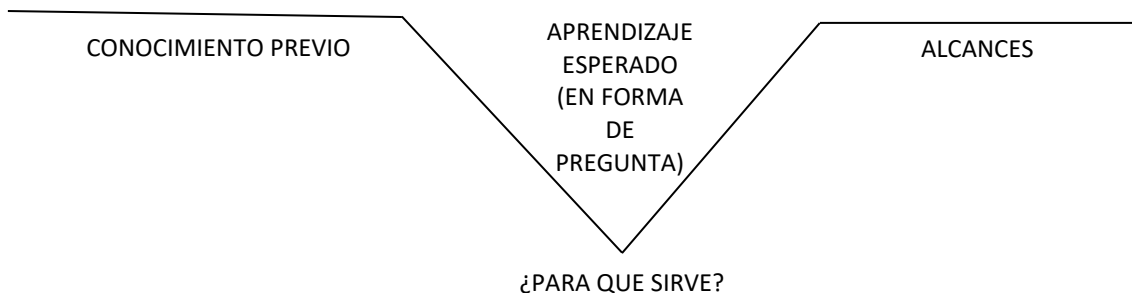 CONOCIMIENTO PREVIO
APRENDIZAJE
ESPERADO
(EN FORMA
DE
PREGUNTA)
ALCANCES
¿PARA QUE SIRVE?